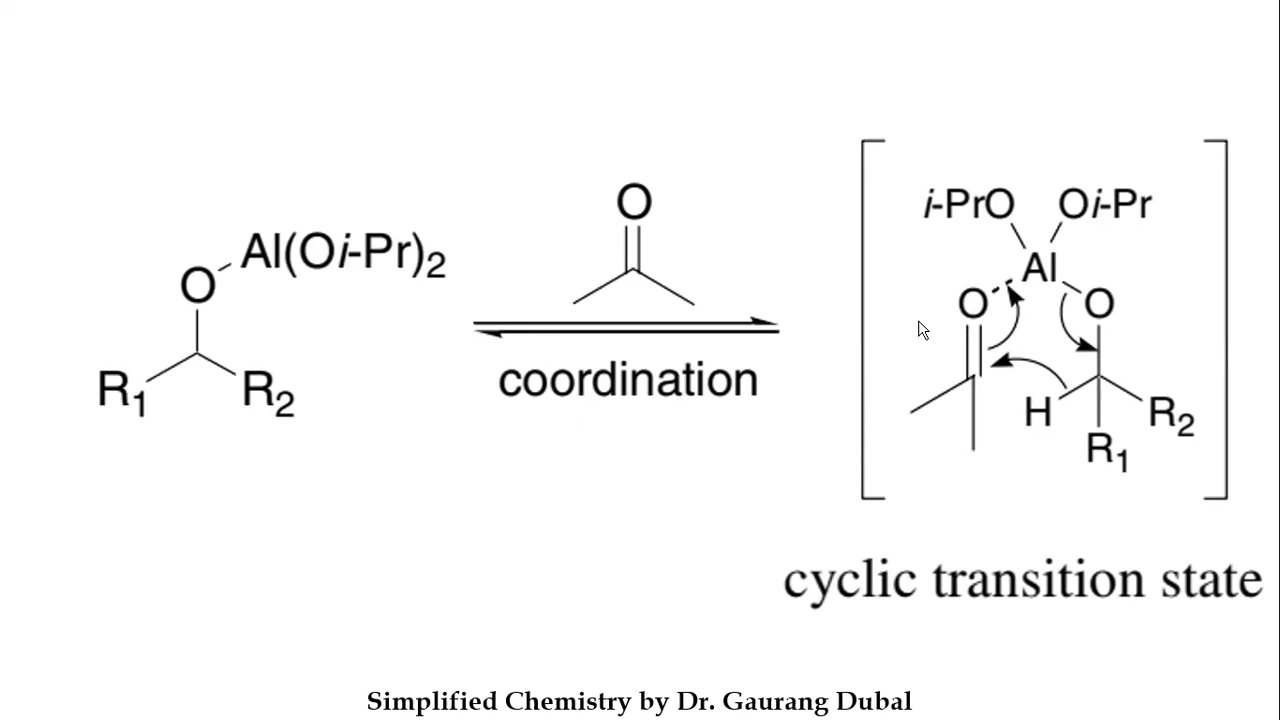 O
Al(Oi-Pr)2
O
R1
R2
O
coordination
i-PrO Oi-Pr
Al
O O
H
R2
R1
cyclic transition state
Simplified Chemistry by Dr. Gaurang Dubal